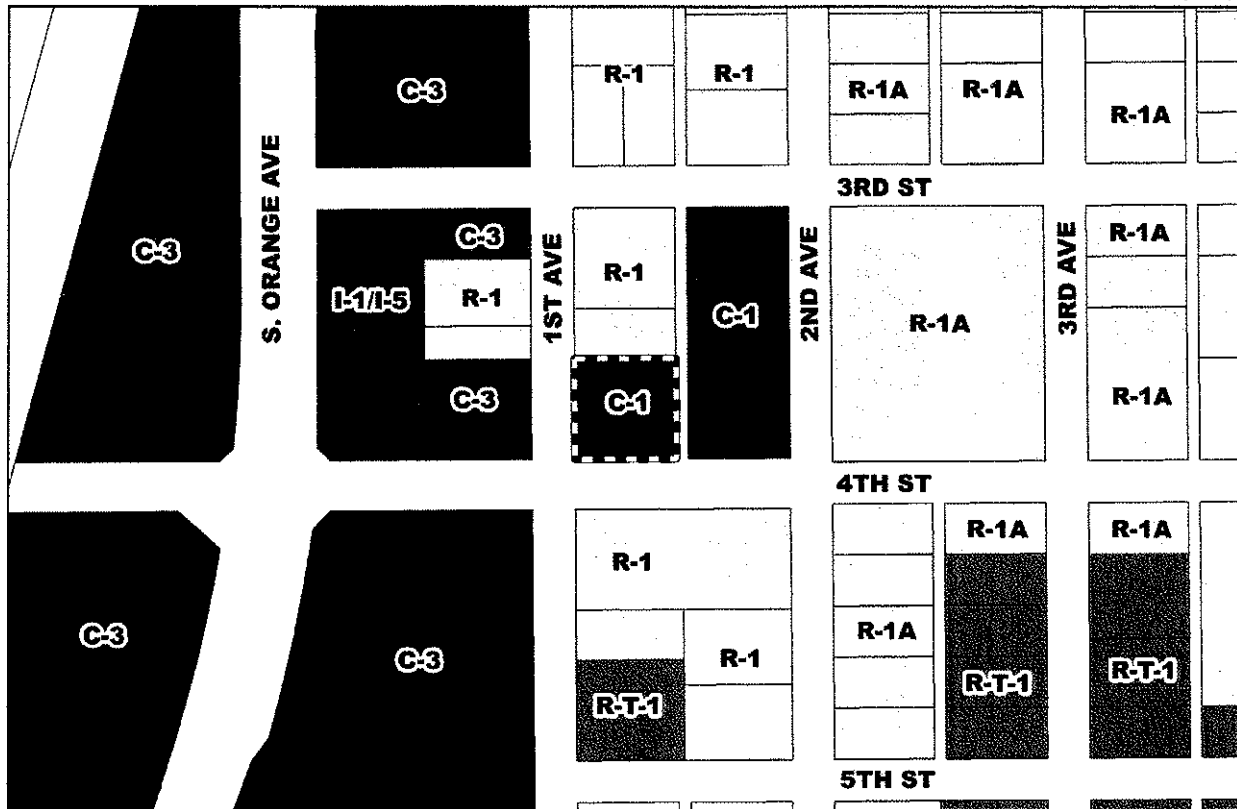 C-3
R-1
R-1
R-1A
R-1A
R-1A
3RD ST
S. ORANGE AVE
C-3
C-3
I-1/I-5
R-1
C-3
1ST AVE
R-1
C-1
C-1
2ND AVE
R-1A
3RD AVE
R-1A
R-1A
4TH ST
C-3
C-3
R-1
R-1
R-T-1
R-1A
R-1A
R-T-1
R-1A
R-T-1
5TH ST